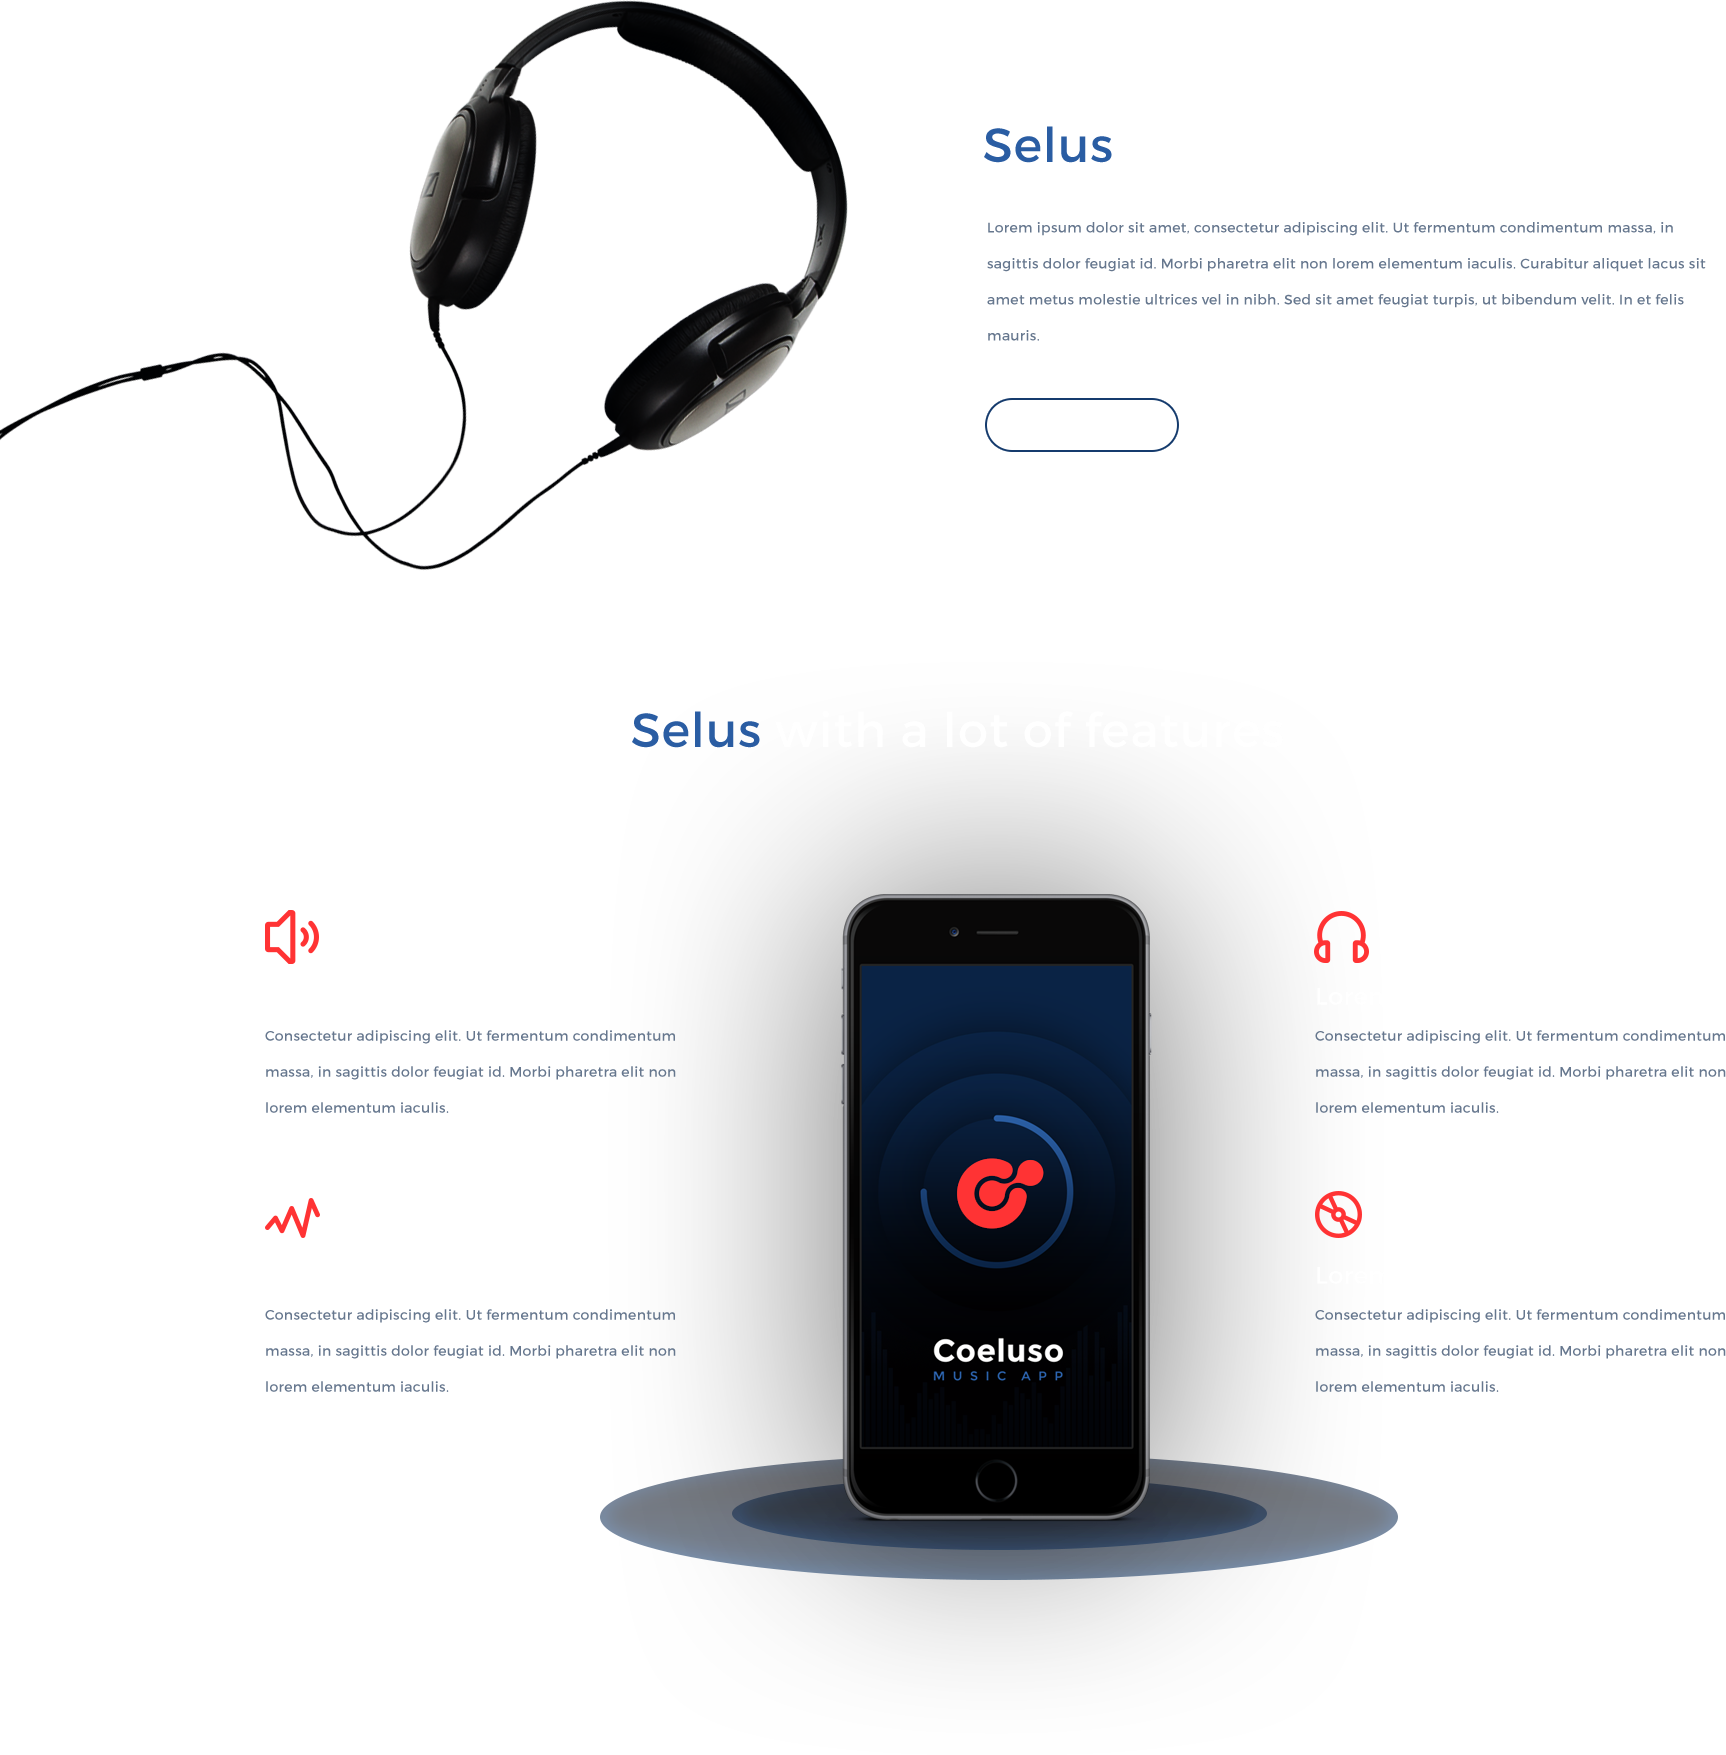 Selus
Lorem ipsum dolor sit amet, consectetur adipiscing elit. Ut fermentum condimentum massa, in
sagittis dolor feugiat id. Morbi pharetra elit non lorem elementum iaculis. Curabitur aliquet lacus sit
amet metus molestie ultrices vel in nibh. Sed sit amet feugiat turpis, ut bibendum velit. In et felis
mauris.
Selus with a lot of features
Consectetur adipiscing elit. Ut fermentum condimentum
massa, in sagittis dolor feugiat id. Morbi pharetra elit non
lorem elementum iaculis.
Consectetur adipiscing elit. Ut fermentum condimentum
massa, in sagittis dolor feugiat id. Morbi pharetra elit non
lorem elementum iaculis.
Coeluso
MUSIC APP
Consectetur adipiscing elit. Ut fermentum condimentum
massa, in sagittis dolor feugiat id. Morbi pharetra elit non
lorem elementum iaculis.
Consectetur adipiscing elit. Ut fermentum condimentum
massa, in sagittis dolor feugiat id. Morbi pharetra elit non
lorem elementum iaculis.